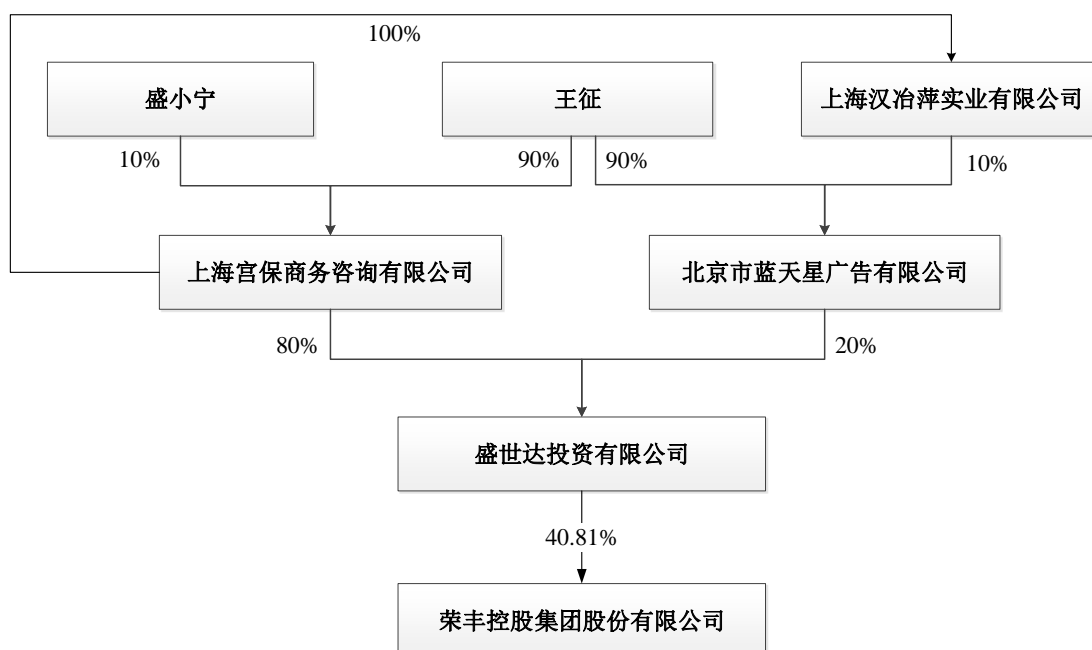 100%
盛小宁
王征
上海汉冶萍实业有限公司
10%
90%
90%
10%
上海宫保商务咨询有限公司
北京市蓝天星广告有限公司
80%
20%
盛世达投资有限公司
40.81%
荣丰控股集团股份有限公司